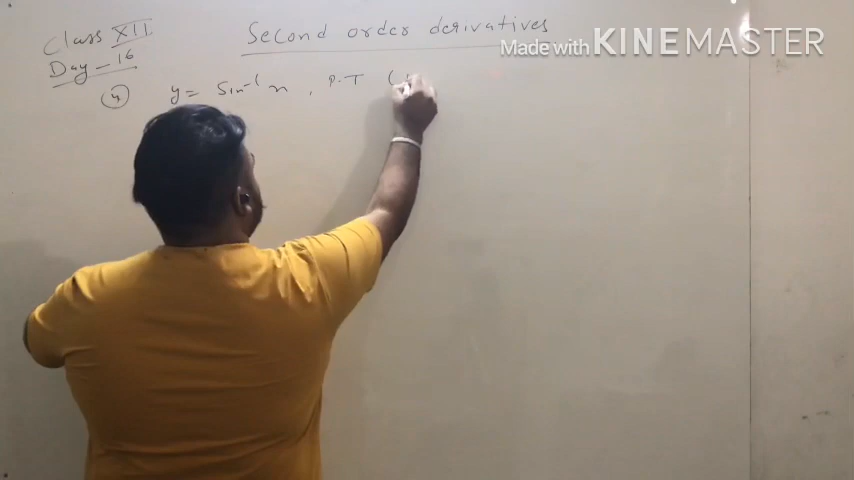 Class XII
Second order derivatives
Made with KINEMASTER
Day - 16
4 y = Sin⁻¹ x , P.T (